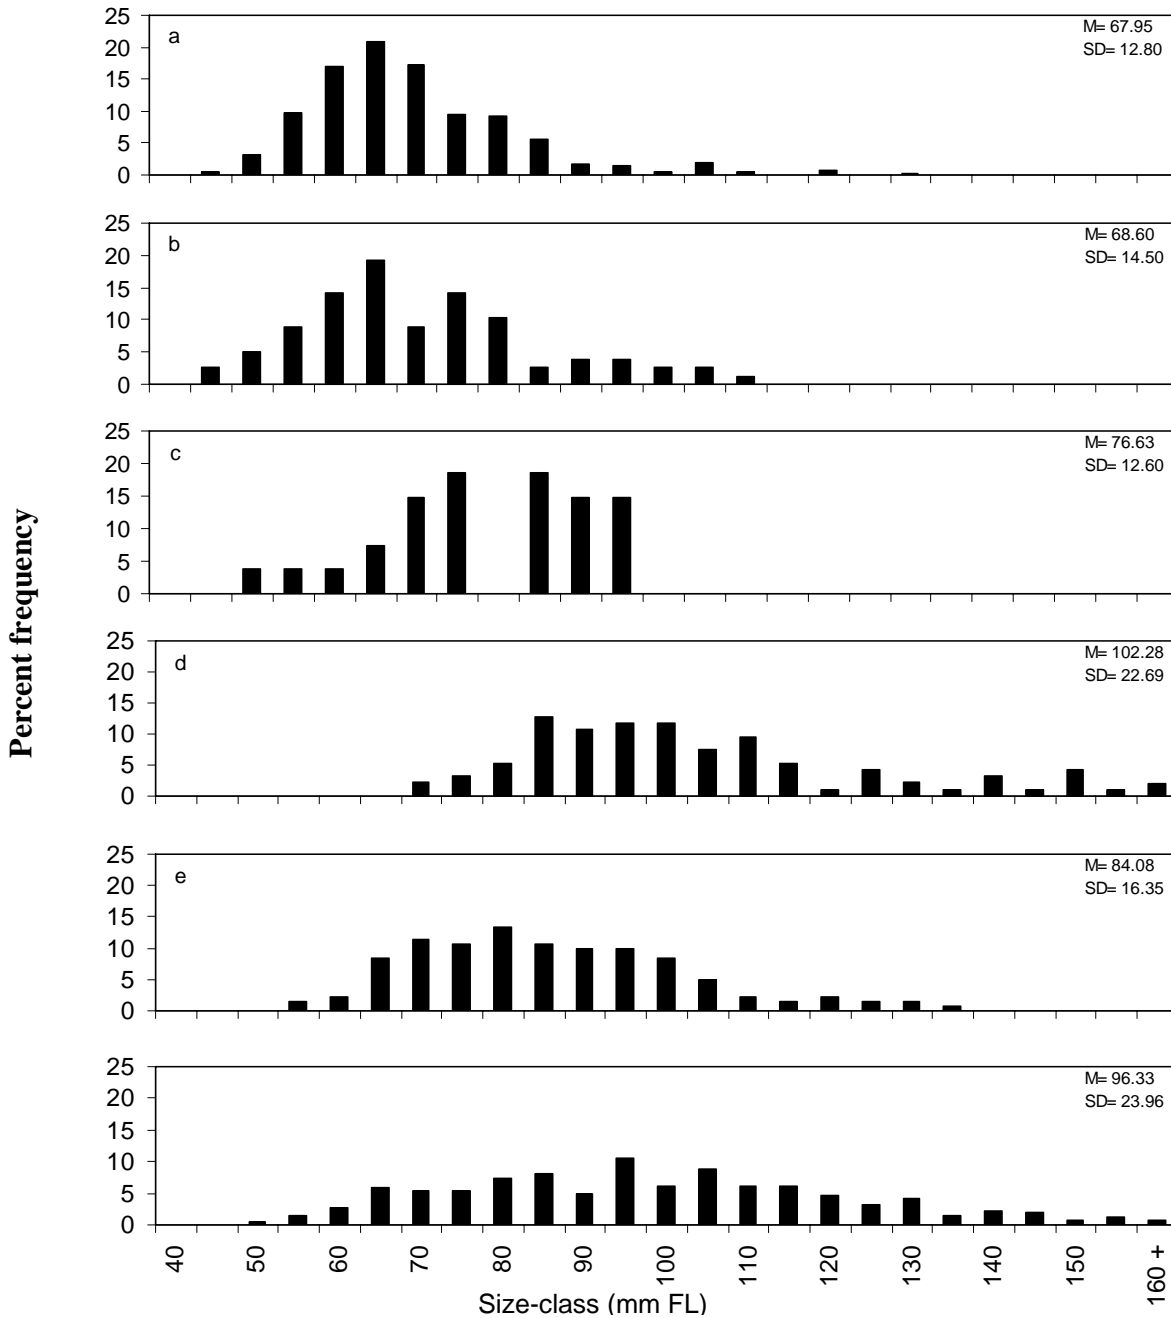 Percent frequency
25
20
15
10
5
0
a
M= 67.95
SD= 12.80
25
20
15
10
5
0
b
M= 68.60
SD= 14.50
25
20
15
10
5
0
c
M= 76.63
SD= 12.60
25
20
15
10
5
0
d
M= 102.28
SD= 22.69
25
20
15
10
5
0
e
M= 84.08
SD= 16.35
25
20
15
10
5
0
M= 96.33
SD= 23.96
40 50 60 70 80 90 100 110 120 130 140 150 160 +
Size-class (mm FL)